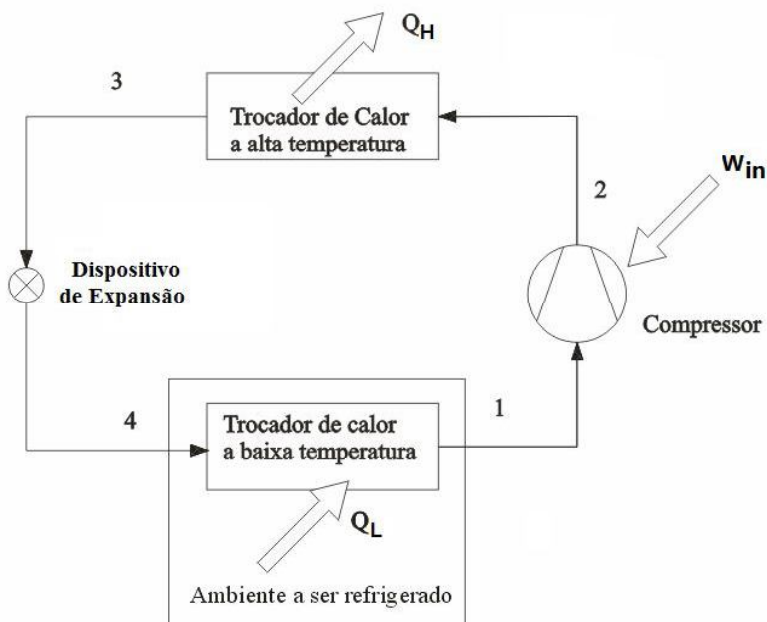 Q_H
3
Trocador de Calor
a alta temperatura
W_in
2
Dispositivo
de Expansão
Compressor
4
Trocador de calor
a baixa temperatura
1
Q_L
Ambiente a ser refrigerado